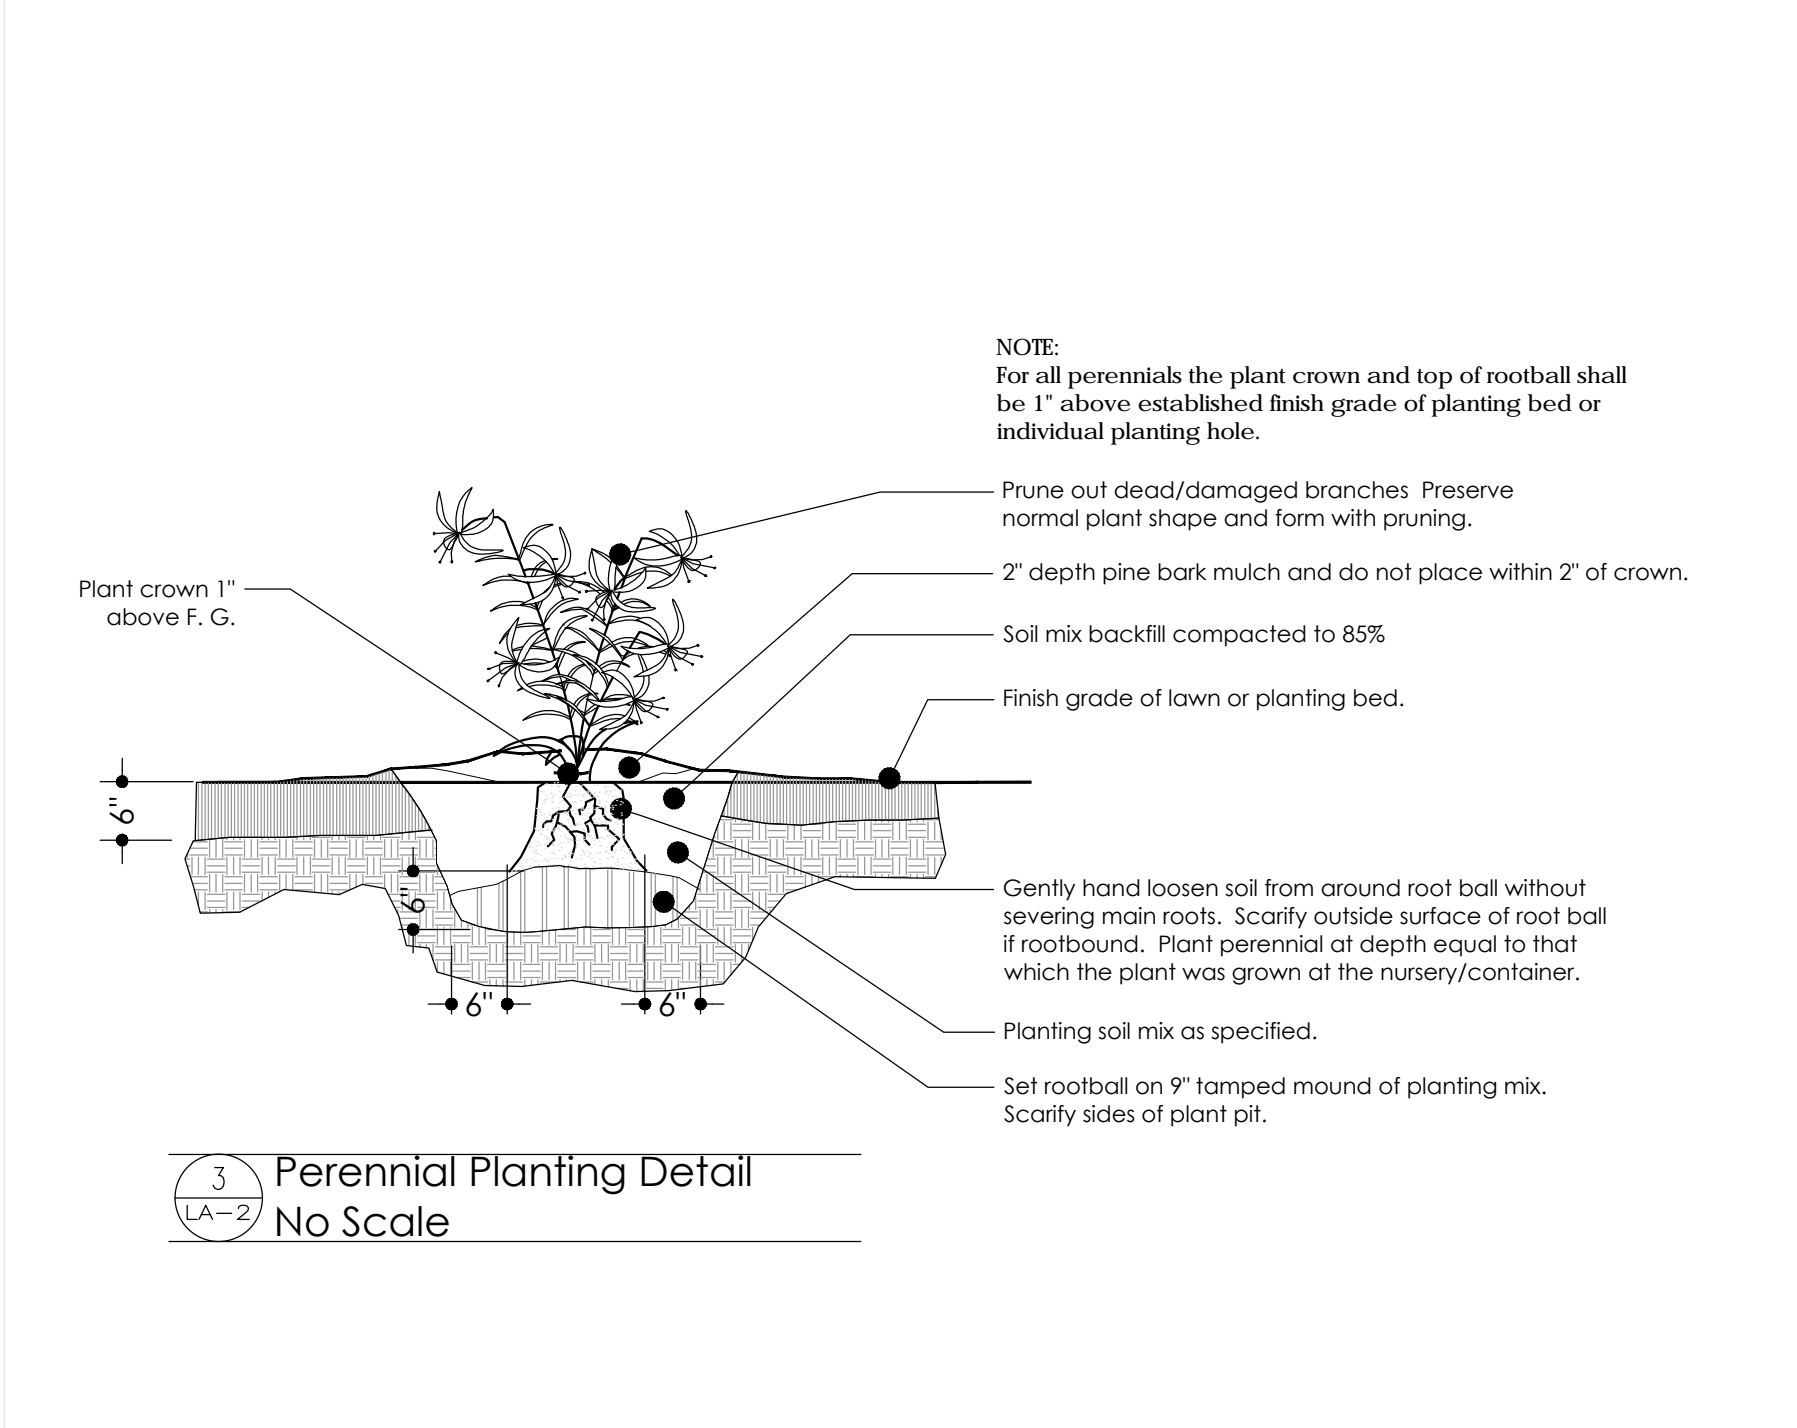 NOTE:
For all perennials the plant crown and top of rootball shall
be 1" above established finish grade of planting bed or
individual planting hole.
Prune out dead/damaged branches  Preserve
normal plant shape and form with pruning.
2" depth pine bark mulch and do not place within 2" of crown.
Plant crown 1"
above F. G.
Soil mix backfill compacted to 85%
Finish grade of lawn or planting bed.
6"
6"
Gently hand loosen soil from around root ball without
severing main roots.  Scarify outside surface of root ball
if rootbound.  Plant perennial at depth equal to that
which the plant was grown at the nursery/container.
6"
6"
Planting soil mix as specified.
Set rootball on 9" tamped mound of planting mix.
Scarify sides of plant pit.
3
LA-2
Perennial Planting Detail
No Scale